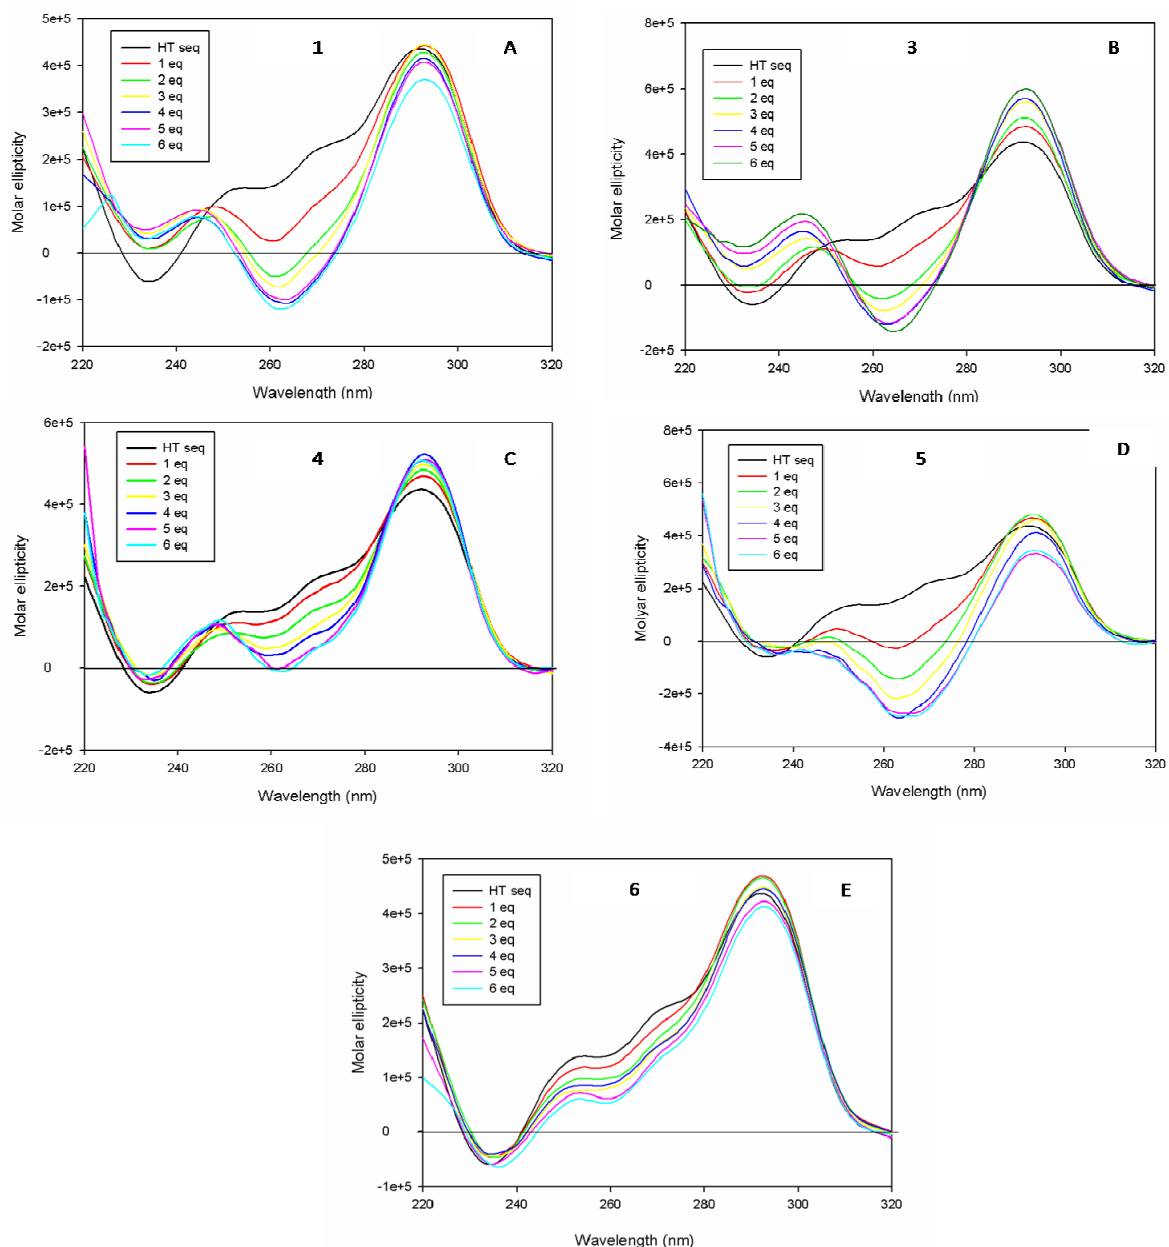 1
A
HT seq
1 eq
2 eq
3 eq
4 eq
5 eq
6 eq
5e+5
4e+5
3e+5
2e+5
1e+5
0
-1e+5
-2e+5
Molar ellipticity
220 240 260 280 300 320
Wavelength (nm)
3
B
HT seq
1 eq
2 eq
3 eq
4 eq
5 eq
6 eq
8e+5
6e+5
4e+5
2e+5
0
-2e+5
Molar ellipticity
220 240 260 280 300 320
Wavelength (nm)
4
C
HT seq
1 eq
2 eq
3 eq
4 eq
5 eq
6 eq
6e+5
4e+5
2e+5
0
-2e+5
Molar ellipticity
220 240 260 280 300 320
Wavelength (nm)
5
D
HT seq
1 eq
2 eq
3 eq
4 eq
5 eq
6 eq
8e+5
6e+5
4e+5
2e+5
0
-2e+5
-4e+5
Molyar ellipticity
220 240 260 280 300 320
Wavelength (nm)
6
E
HT seq
1 eq
2 eq
3 eq
4 eq
5 eq
6 eq
5e+5
4e+5
3e+5
2e+5
1e+5
0
-1e+5
Molar ellipticity
220 240 260 280 300 320
Wavelength (nm)